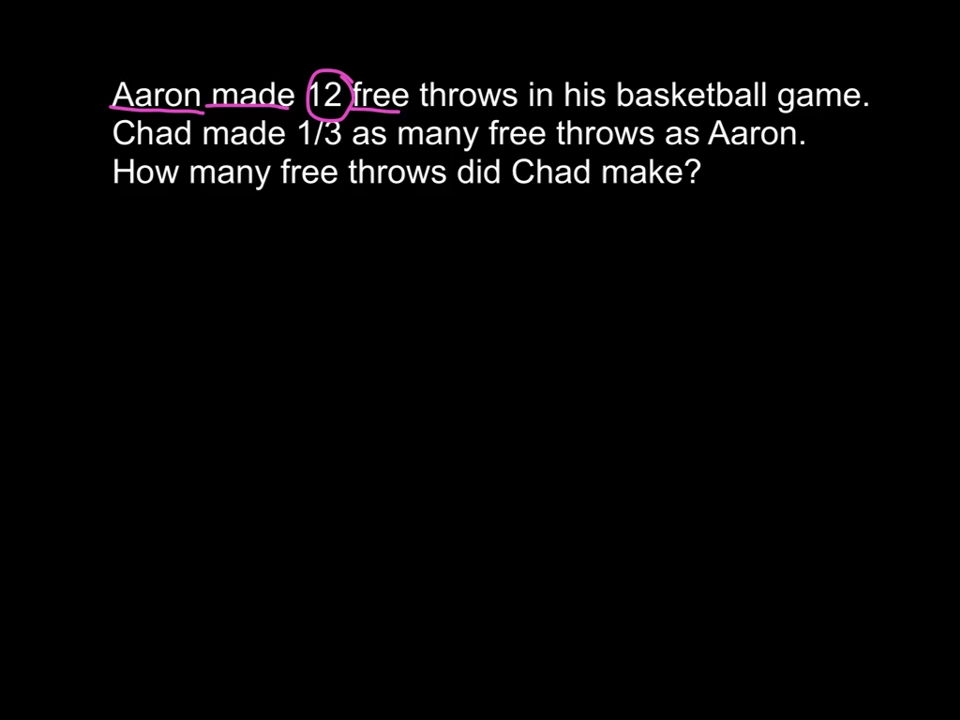 Aaron made 12 free throws in his basketball game.
Chad made 1/3 as many free throws as Aaron.
How many free throws did Chad make?